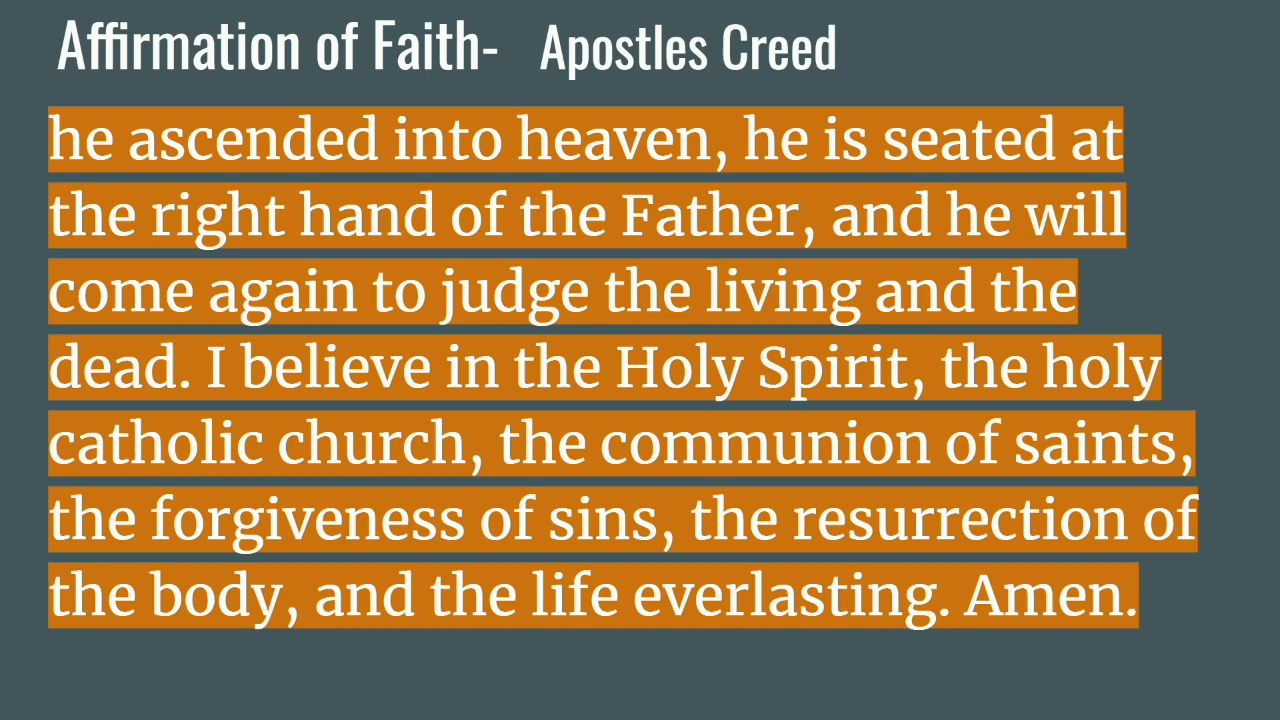 Affirmation of Faith- Apostles Creed
he ascended into heaven, he is seated at
the right hand of the Father, and he will
come again to judge the living and the
dead. I believe in the Holy Spirit, the holy
catholic church, the communion of saints,
the forgiveness of sins, the resurrection of
the body, and the life everlasting. Amen.